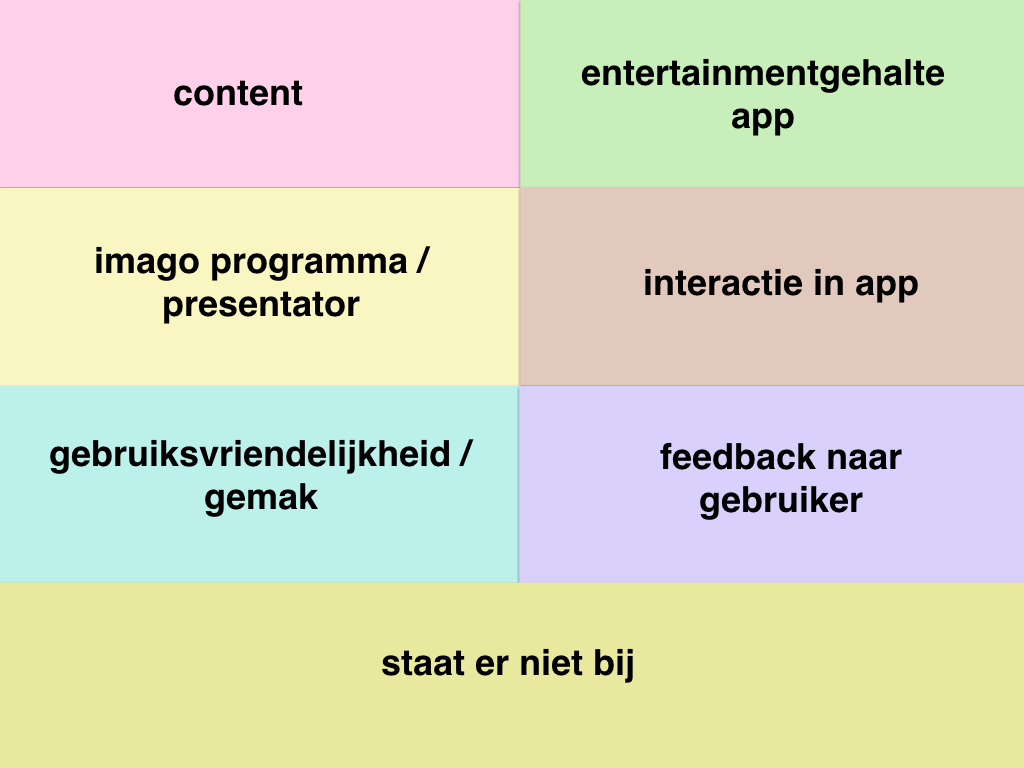 content
entertainmentgehalte
app
imago programma /
presentator
interactie in app
gebruiksvriendelijkheid /
gemak
feedback naar
gebruiker
staat er niet bij